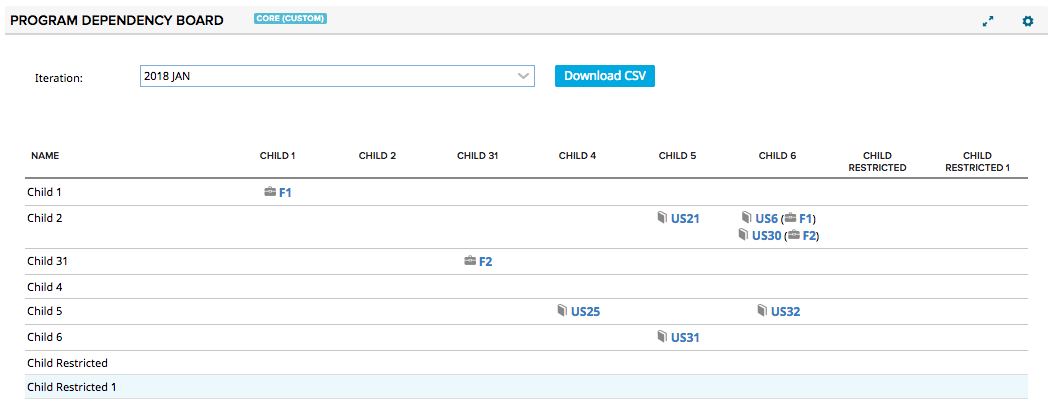 PROGRAM DEPENDENCY BOARD CORE (CUSTOM)
Iteration: 2018 JAN Download CSV
NAME CHILD 1 CHILD 2 CHILD 31 CHILD 4 CHILD 5 CHILD 6 CHILD RESTRICTED CHILD RESTRICTED 1
Child 1 F1
Child 2 US21 US6 (F1)
US30 (F2)
Child 31 F2
Child 4
Child 5 US25 US32
Child 6 US31
Child Restricted
Child Restricted 1